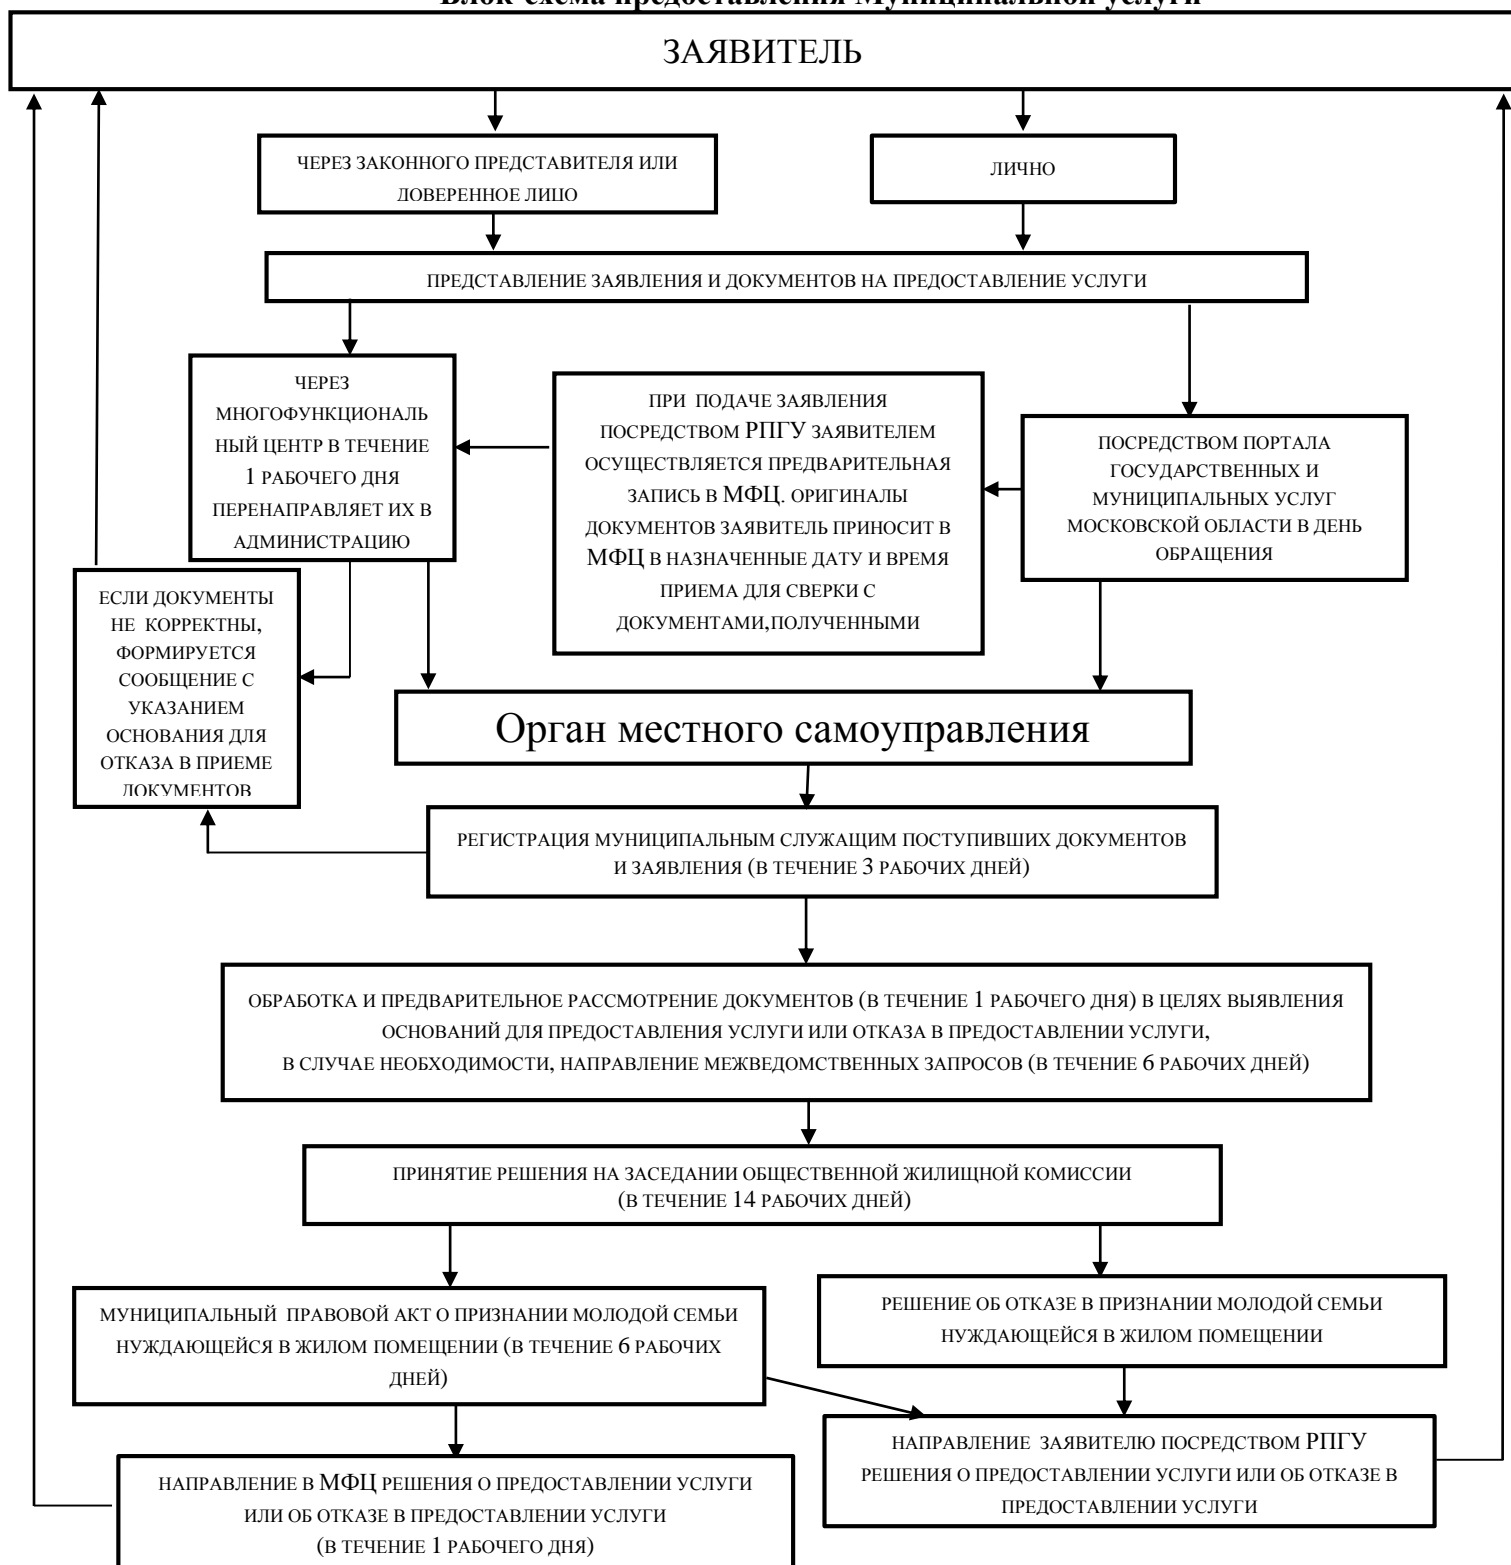 Блок-схема предоставления Муниципальной услуги
ЗАЯВИТЕЛЬ
ЧЕРЕЗ ЗАКОННОГО ПРЕДСТАВИТЕЛЯ ИЛИ
ДОВЕРЕННОЕ ЛИЦО
ЛИЧНО
ПРЕДСТАВЛЕНИЕ ЗАЯВЛЕНИЯ И ДОКУМЕНТОВ НА ПРЕДОСТАВЛЕНИЕ УСЛУГИ
ЧЕРЕЗ
МНОГОФУНКЦИОНАЛЬ
НЫЙ ЦЕНТР В ТЕЧЕНИЕ
1 РАБОЧЕГО ДНЯ
ПЕРЕНАПРАВЛЯЕТ ИХ В
АДМИНИСТРАЦИЮ
ПРИ ПОДАЧЕ ЗАЯВЛЕНИЯ
ПОСРЕДСТВОМ РПГУ ЗАЯВИТЕЛЕМ
ОСУЩЕСТВЛЯЕТСЯ ПРЕДВАРИТЕЛЬНАЯ
ЗАПИСЬ В МФЦ. ОРИГИНАЛЫ
ДОКУМЕНТОВ ЗАЯВИТЕЛЬ ПРИНОСИТ В
МФЦ В НАЗНАЧЕННЫЕ ДАТУ И ВРЕМЯ
ПРИЕМА ДЛЯ СВЕРКИ С
ДОКУМЕНТАМИ,ПОЛУЧЕННЫМИ
ПОСРЕДСТВОМ ПОРТАЛА
ГОСУДАРСТВЕННЫХ И
МУНИЦИПАЛЬНЫХ УСЛУГ
МОСКОВСКОЙ ОБЛАСТИ В ДЕНЬ
ОБРАЩЕНИЯ
ЕСЛИ ДОКУМЕНТЫ
НЕ КОРРЕКТНЫ,
ФОРМИРУЕТСЯ
СООБЩЕНИЕ С
УКАЗАНИЕМ
ОСНОВАНИЯ ДЛЯ
ОТКАЗА В ПРИЕМЕ
ДОКУМЕНТОВ
Орган местного самоуправления
РЕГИСТРАЦИЯ МУНИЦИПАЛЬНЫМ СЛУЖАЩИМ ПОСТУПИВШИХ ДОКУМЕНТОВ
И ЗАЯВЛЕНИЯ (В ТЕЧЕНИЕ 3 РАБОЧИХ ДНЕЙ)
ОБРАБОТКА И ПРЕДВАРИТЕЛЬНОЕ РАССМОТРЕНИЕ ДОКУМЕНТОВ (В ТЕЧЕНИЕ 1 РАБОЧЕГО ДНЯ) В ЦЕЛЯХ ВЫЯВЛЕНИЯ
ОСНОВАНИЙ ДЛЯ ПРЕДОСТАВЛЕНИЯ УСЛУГИ ИЛИ ОТКАЗА В ПРЕДОСТАВЛЕНИИ УСЛУГИ,
В СЛУЧАЕ НЕОБХОДИМОСТИ, НАПРАВЛЕНИЕ МЕЖВЕДОМСТВЕННЫХ ЗАПРОСОВ (В ТЕЧЕНИЕ 6 РАБОЧИХ ДНЕЙ)
ПРИНЯТИЕ РЕШЕНИЯ НА ЗАСЕДАНИИ ОБЩЕСТВЕННОЙ ЖИЛИЩНОЙ КОМИССИИ
(В ТЕЧЕНИЕ 14 РАБОЧИХ ДНЕЙ)
МУНИЦИПАЛЬНЫЙ ПРАВОВОЙ АКТ О ПРИЗНАНИИ МОЛОДОЙ СЕМЬИ
НУЖДАЮЩЕЙСЯ В ЖИЛОМ ПОМЕЩЕНИИ (В ТЕЧЕНИЕ 6 РАБОЧИХ
ДНЕЙ)
РЕШЕНИЕ ОБ ОТКАЗЕ В ПРИЗНАНИИ МОЛОДОЙ СЕМЬИ
НУЖДАЮЩЕЙСЯ В ЖИЛОМ ПОМЕЩЕНИИ
НАПРАВЛЕНИЕ В МФЦ РЕШЕНИЯ О ПРЕДОСТАВЛЕНИИ УСЛУГИ
ИЛИ ОБ ОТКАЗЕ В ПРЕДОСТАВЛЕНИИ УСЛУГИ
(В ТЕЧЕНИЕ 1 РАБОЧЕГО ДНЯ)
НАПРАВЛЕНИЕ ЗАЯВИТЕЛЮ ПОСРЕДСТВОМ РПГУ
РЕШЕНИЯ О ПРЕДОСТАВЛЕНИИ УСЛУГИ ИЛИ ОБ ОТКАЗЕ В
ПРЕДОСТАВЛЕНИИ УСЛУГИ